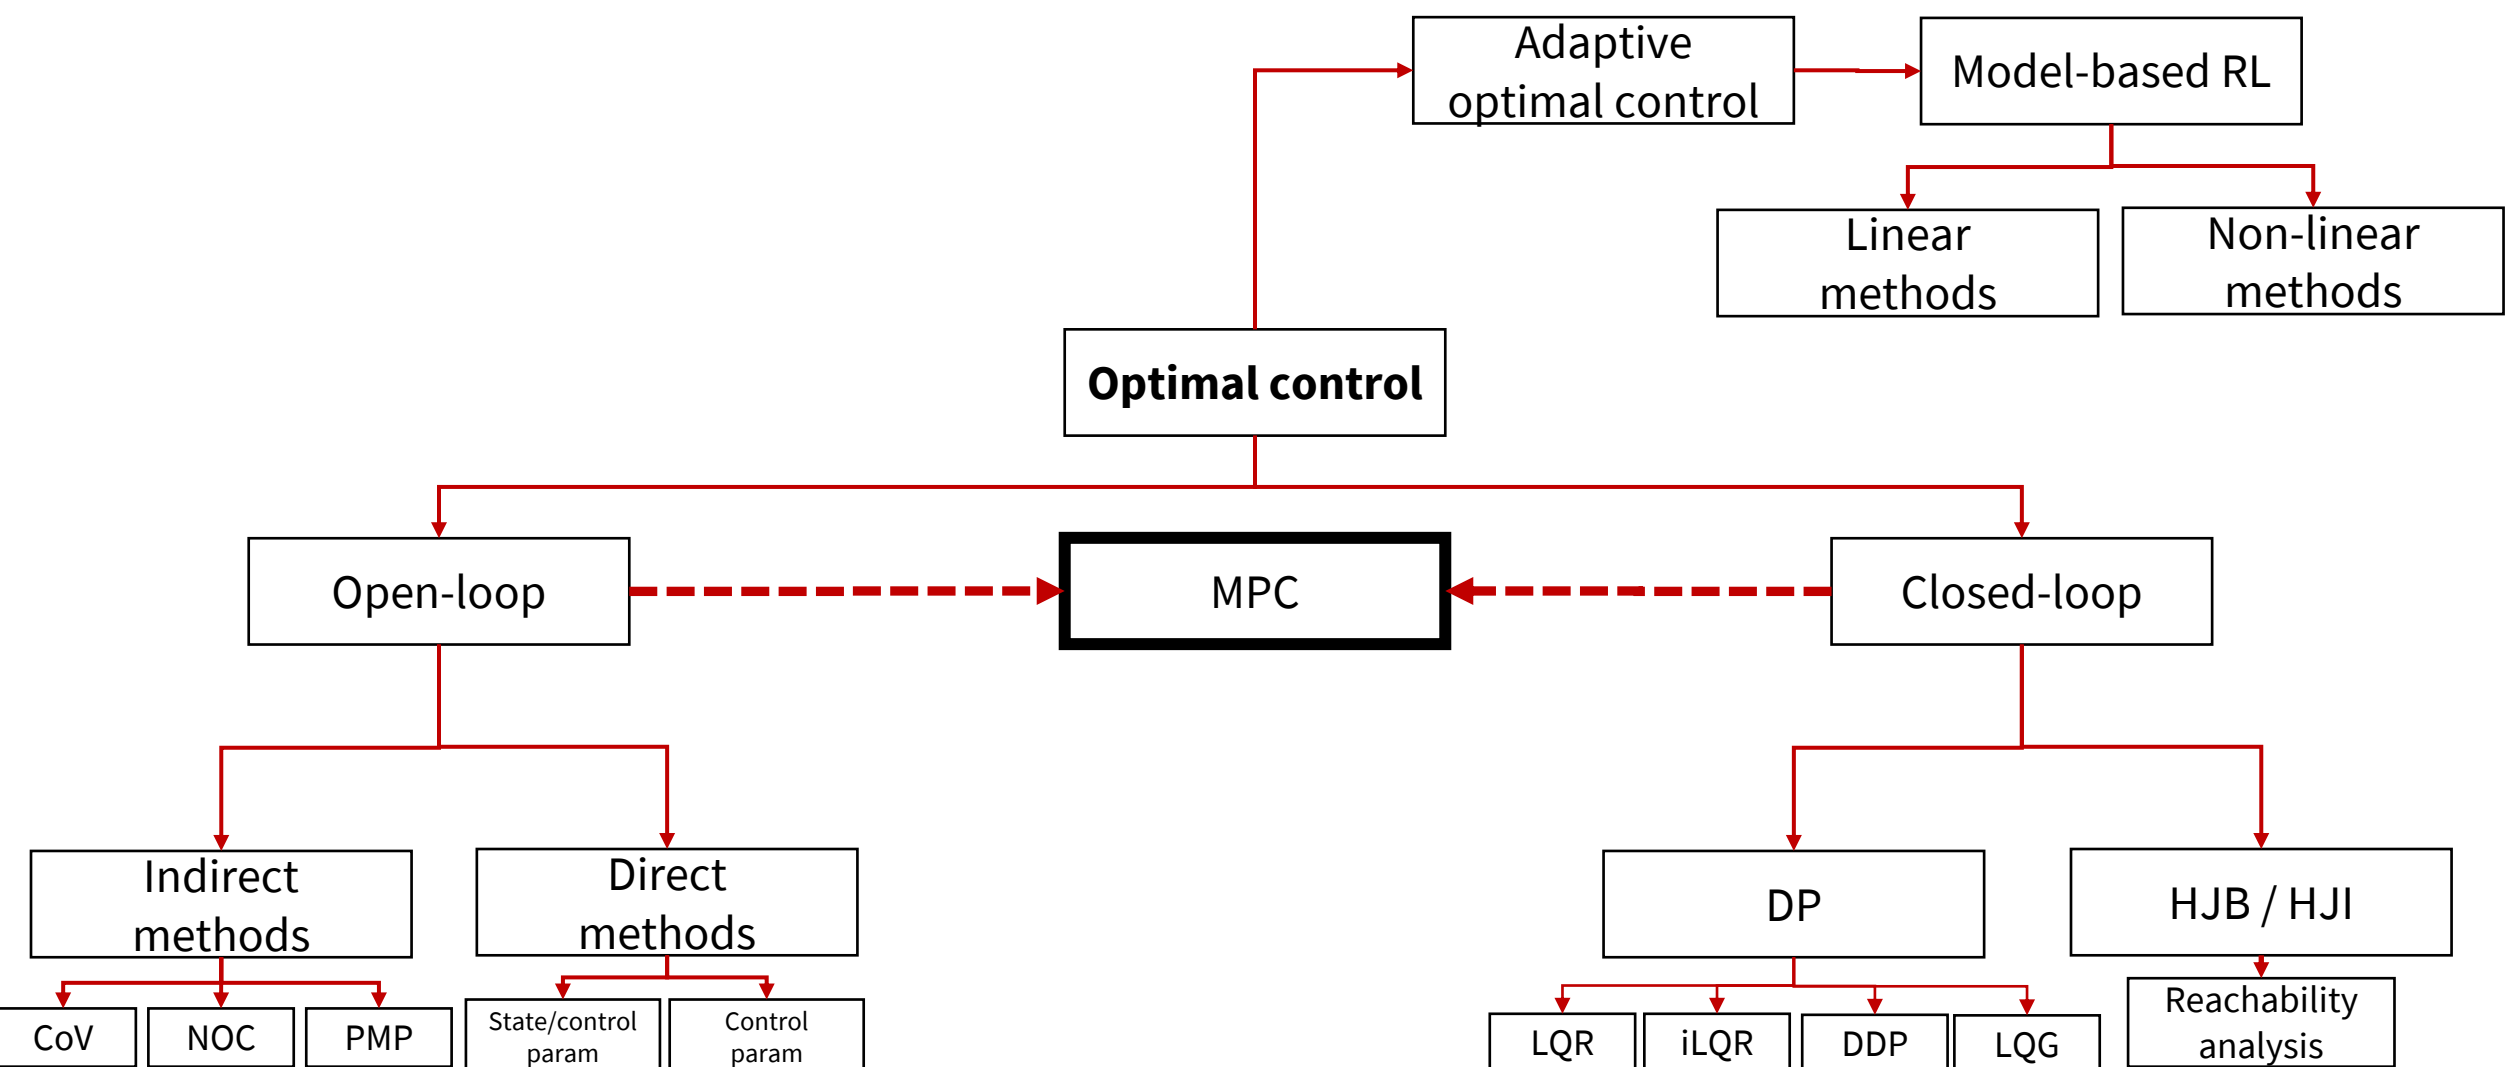 Adaptive
optimal control
Model-based RL
Linear
methods
Non-linear
methods
Optimal control
Open-loop
MPC
Closed-loop
Indirect
methods
Direct
methods
DP
HJB / HJI
CoV
NOC
PMP
State/control
param
Control
param
LQR
iLQR
DDP
LQG
Reachability
analysis